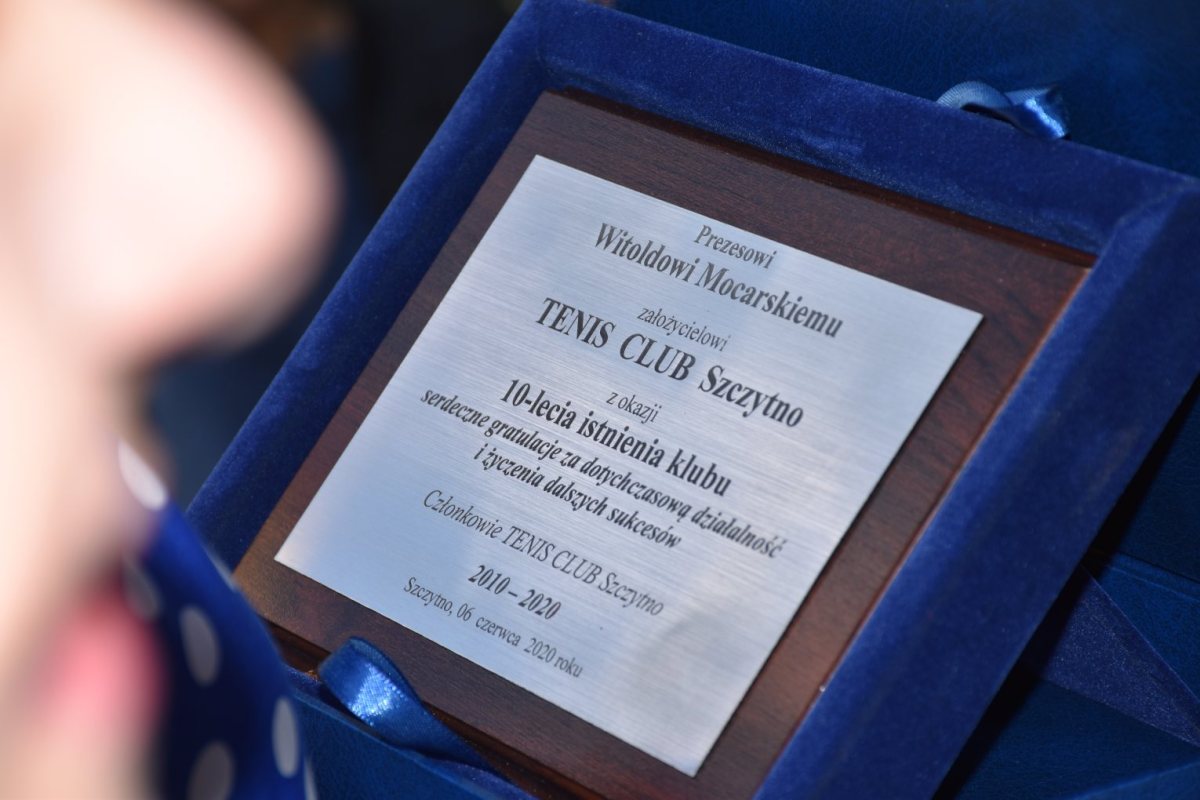 Prezesowi
Witoldowi Mocarskiemu
założycielowi
TENIS CLUB Szczytno
z okazji
10-lecia istnienia klubu
serdeczne gratulacje za dotychczasową działalność
i życzenia dalszych sukcesów
Członkowie TENIS CLUB Szczytno
2010 – 2020
Szczytno, 06 czerwca 2020 roku